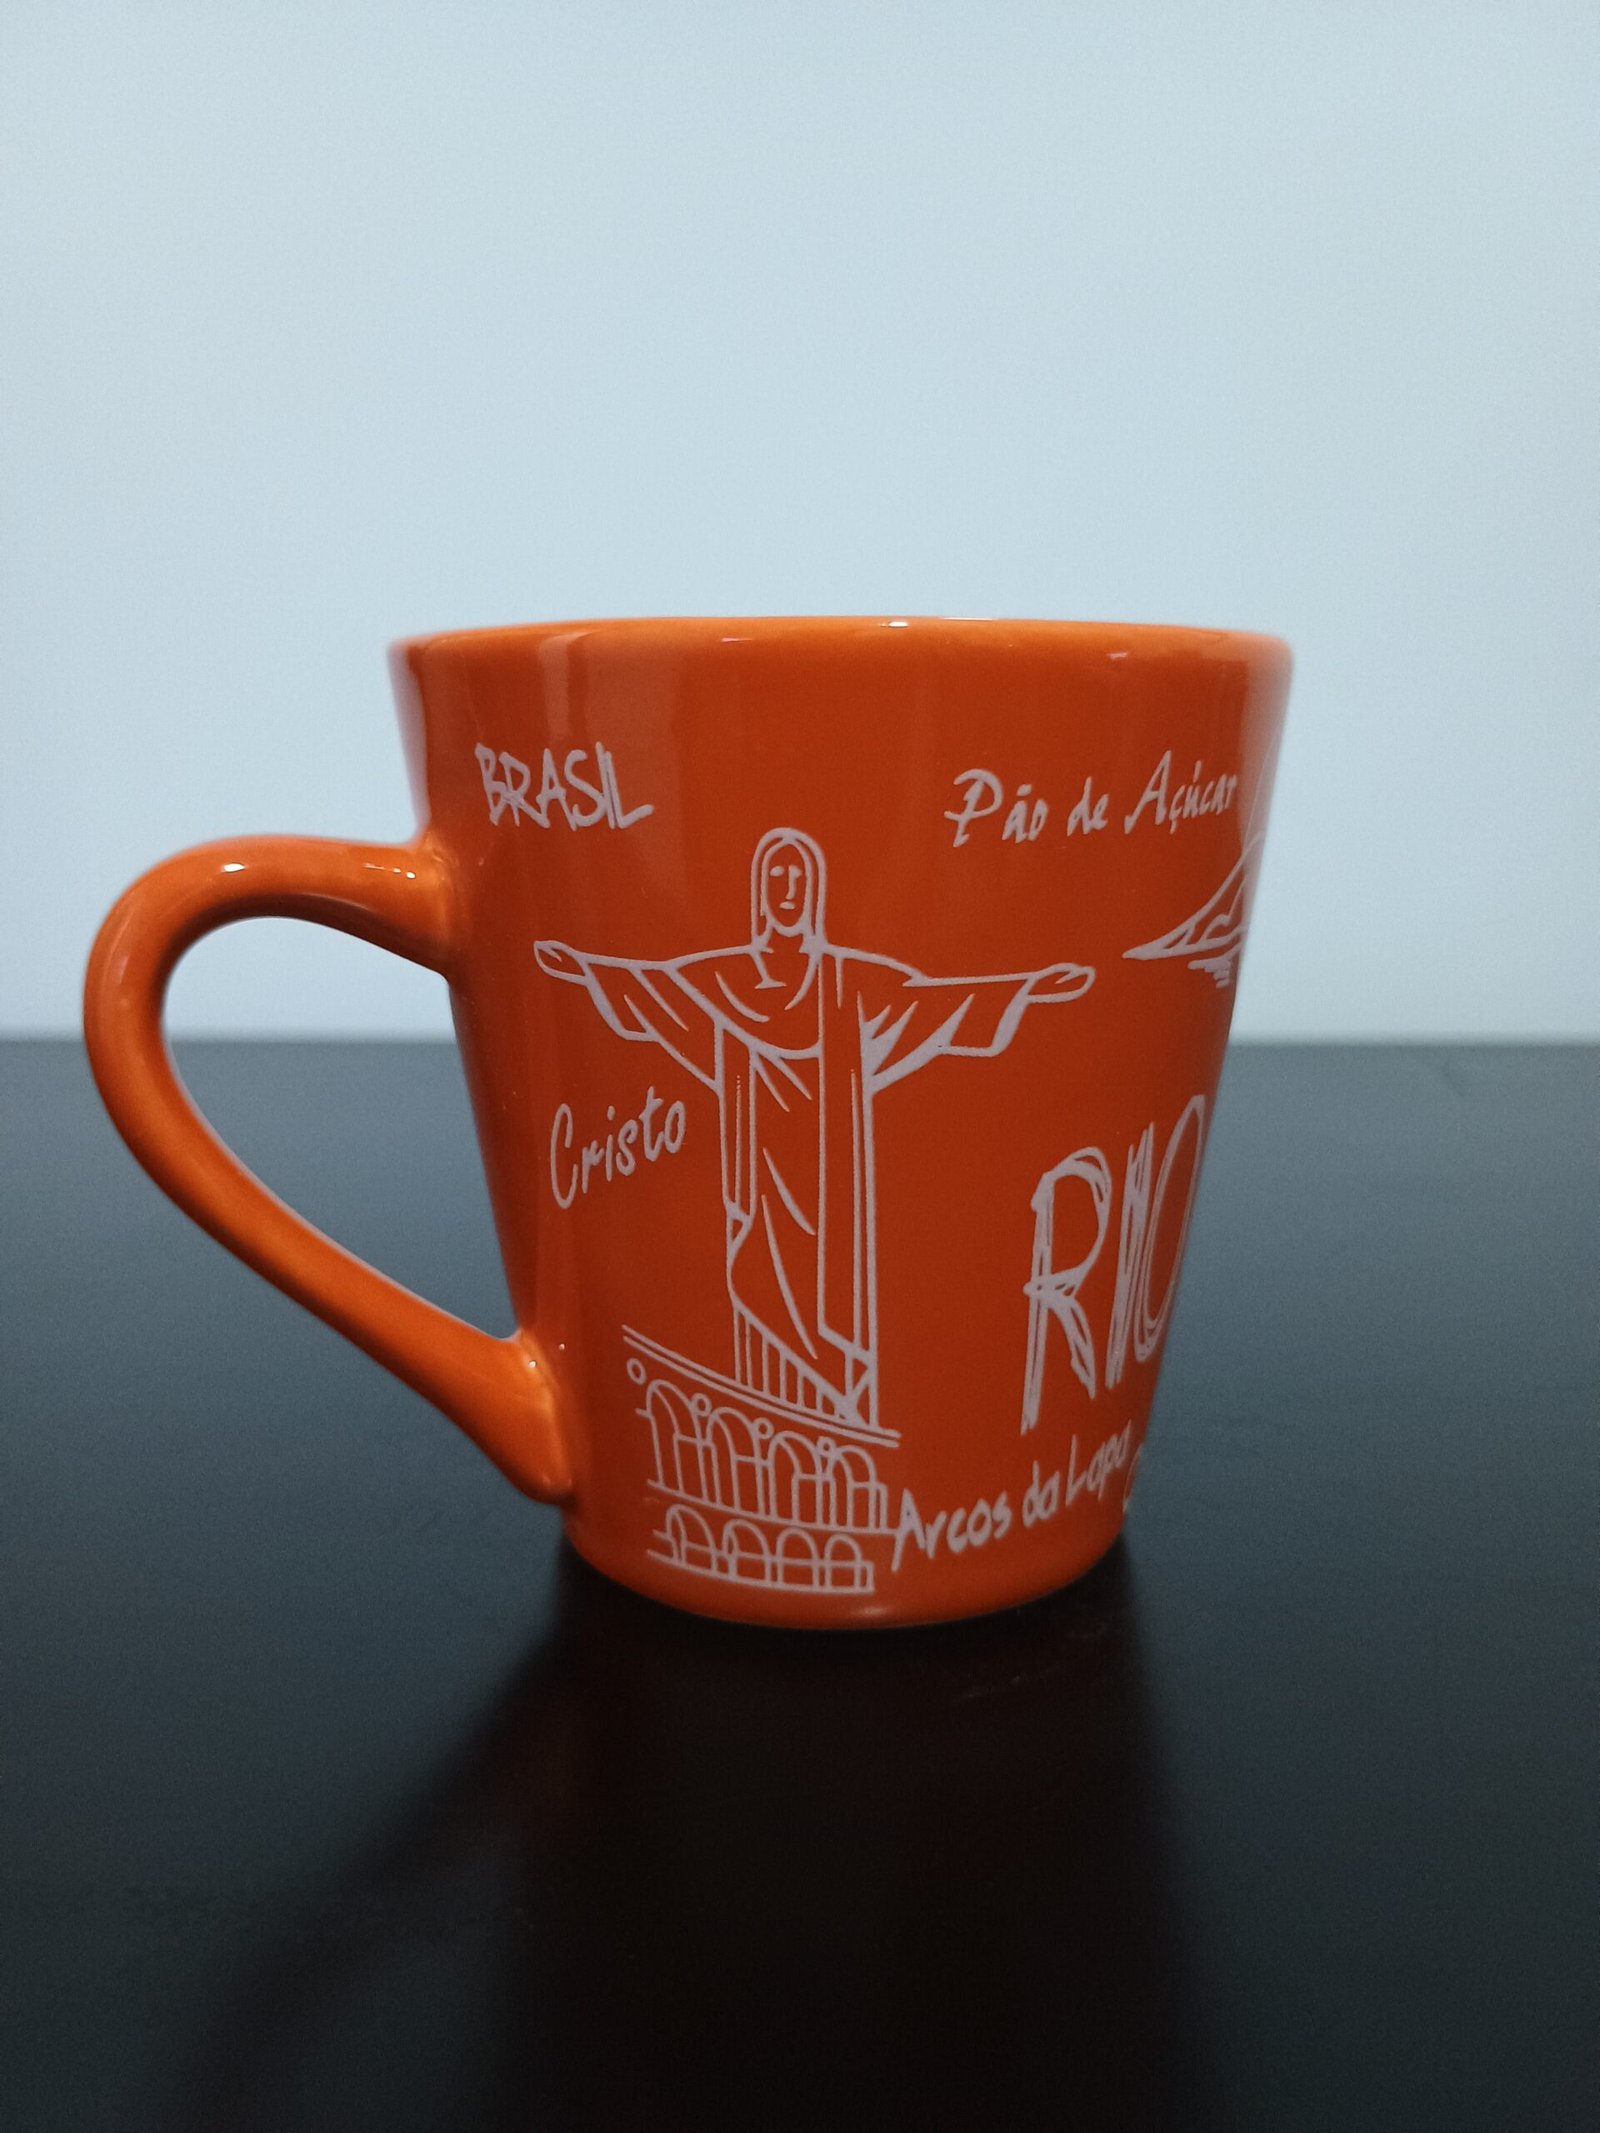 BRASIL
Pão de Açúcar
Cristo
RIO
Arcos da Lapa